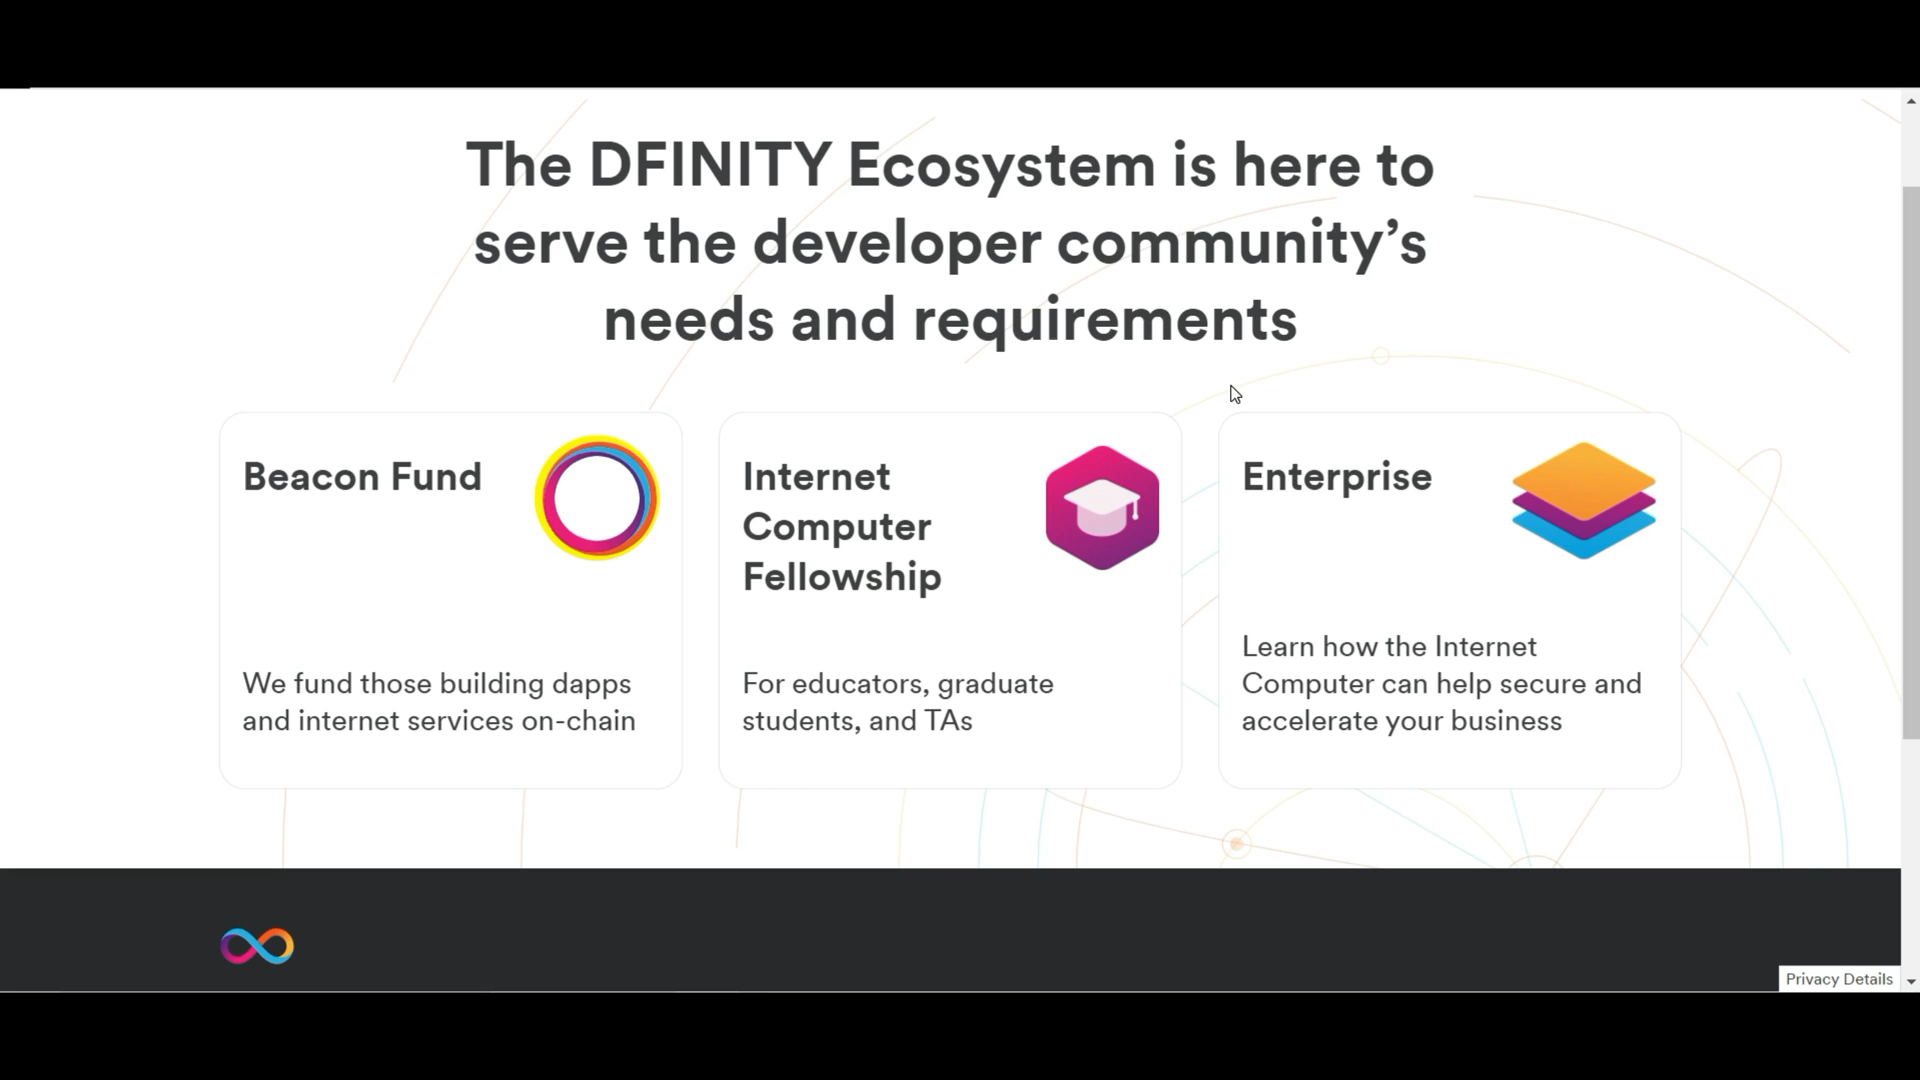 The DFINITY Ecosystem is here to
serve the developer community’s
needs and requirements
Beacon Fund
We fund those building dapps
and internet services on-chain
Internet
Computer
Fellowship
For educators, graduate
students, and TAs
Enterprise
Learn how the Internet
Computer can help secure and
accelerate your business
Privacy Details